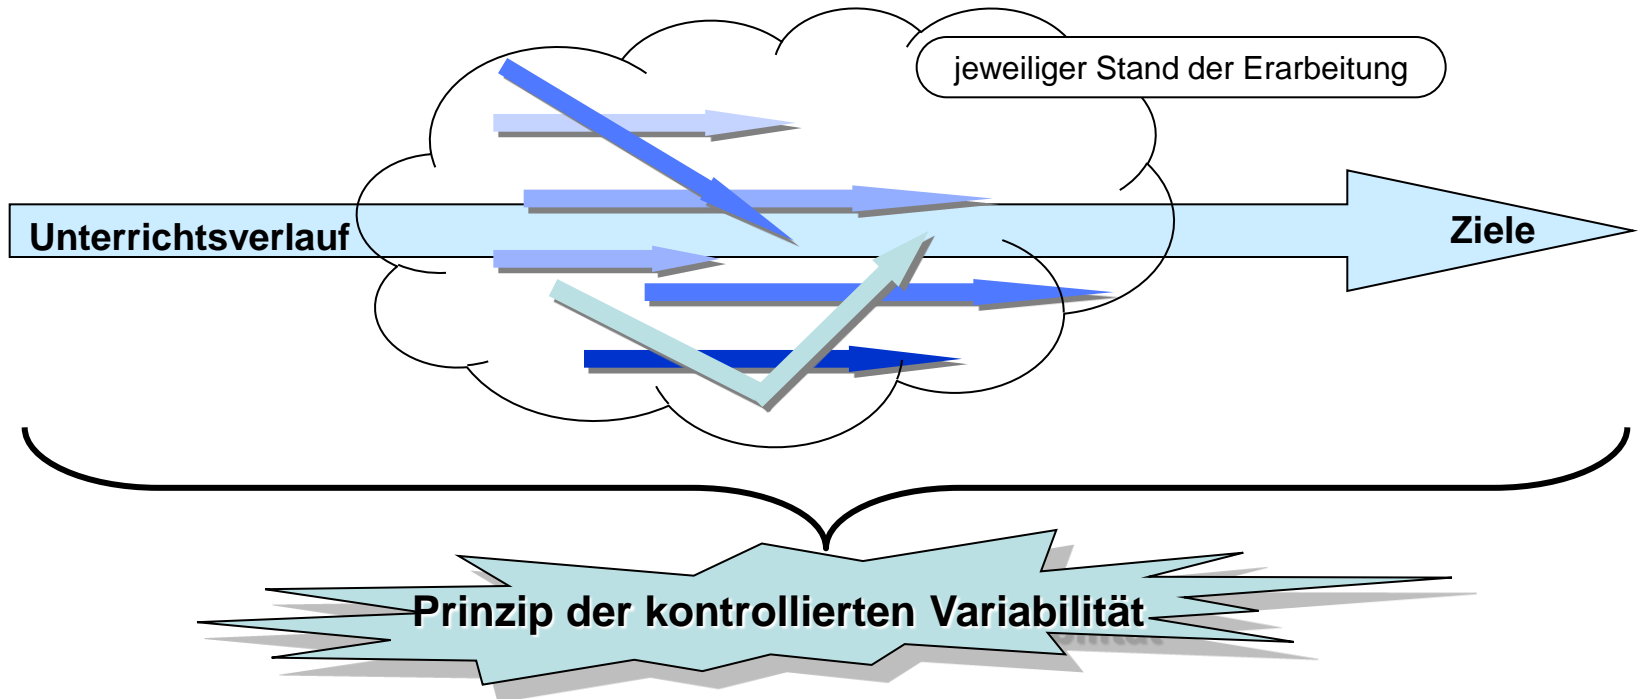 jeweiliger Stand der Erarbeitung
Unterrichtsverlauf
Ziele
Prinzip der kontrollierten Variabilität